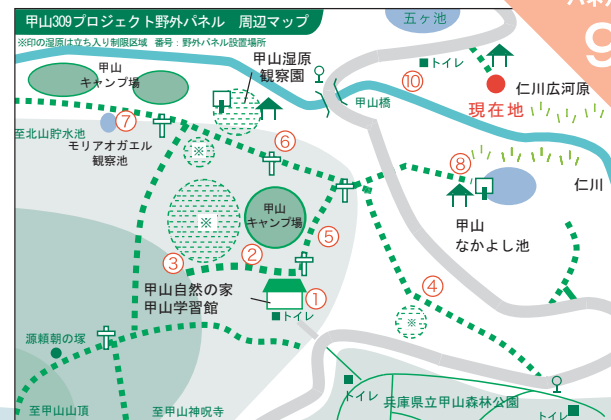 甲山309プロジェクト野外パネル 周辺マップ
※印の湿原は立ち入り制限区域 番号：野外パネル設置場所
9
五ヶ池
トイレ
⑩
仁川広河原
現在地
甲山
キャンプ場
甲山湿原
観察園
甲山橋
至北山貯水池
⑦
モリアオガエル
観察池
※
⑥
⑧
仁川
甲山
なかよし池
※
甲山
キャンプ場
⑤
②
③
④
甲山自然の家
甲山学習館
①
トイレ
※
源頼朝の塚
至甲山山頂
至甲山神呪寺
トイレ
兵庫県立甲山森林公園
トイレ